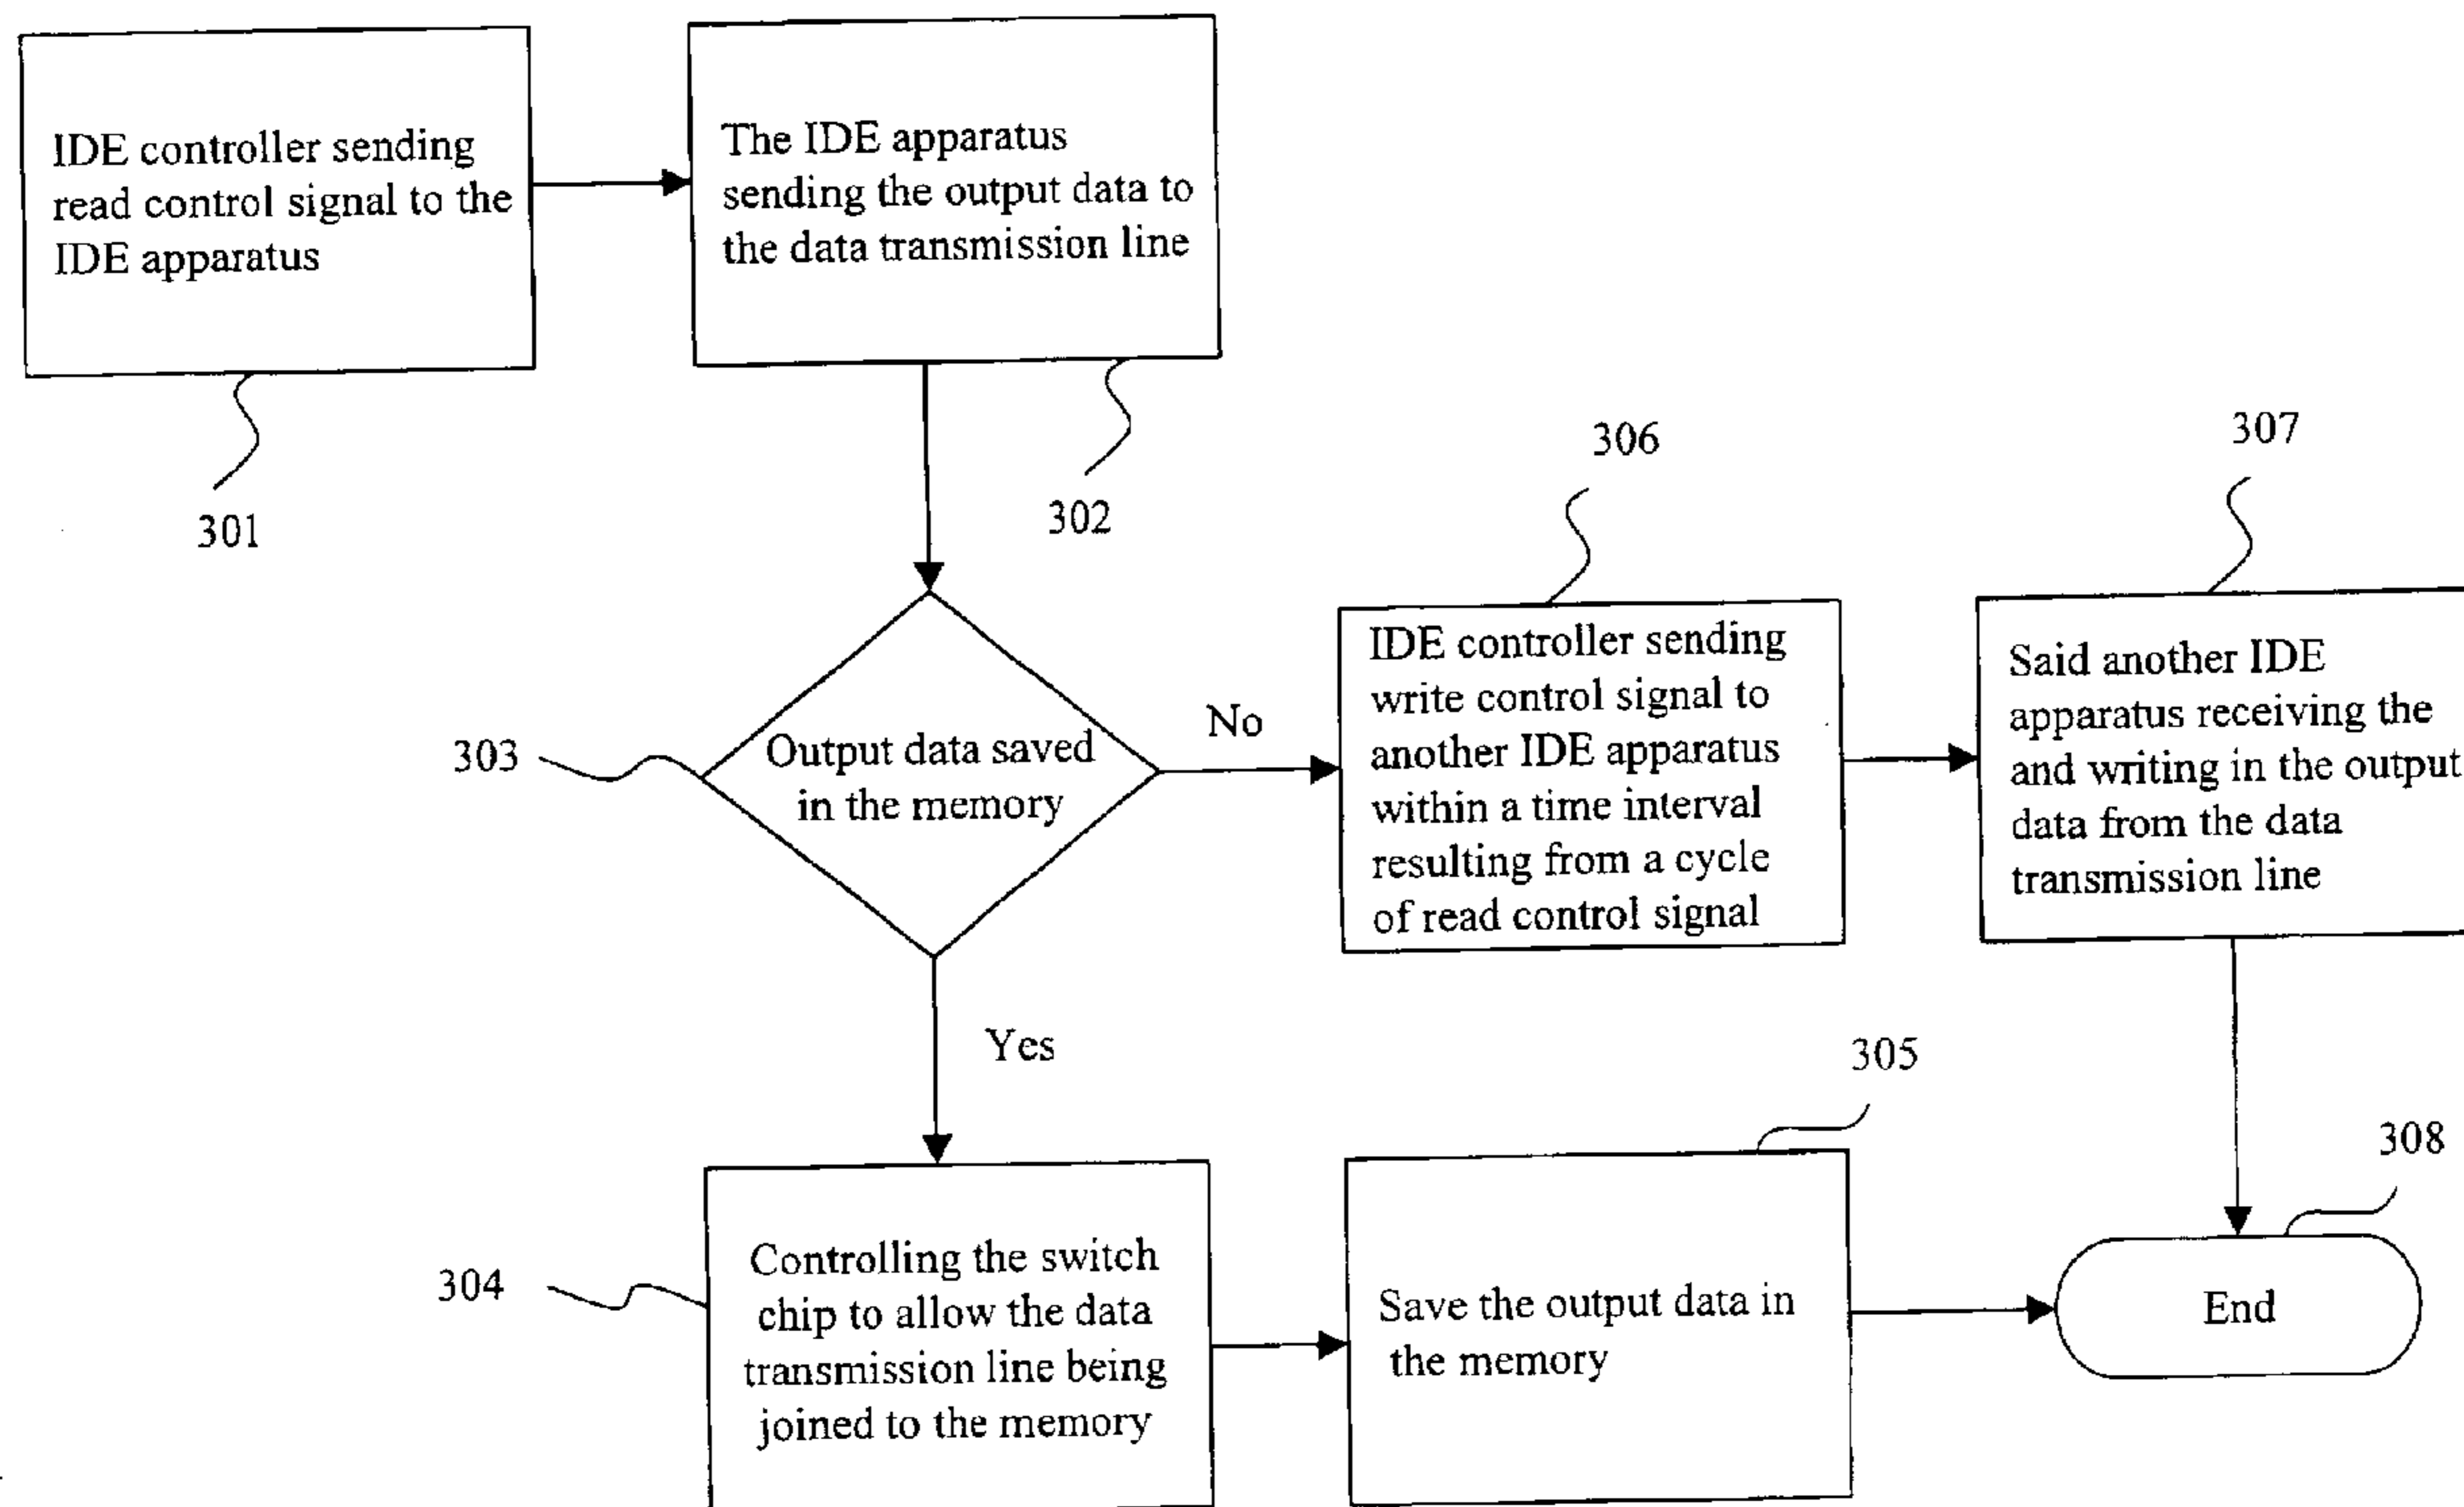 IDE controller sending
read control signal to the
IDE apparatus
301
The IDE apparatus
sending the output data to
the data transmission line
302
303
Output data saved
in the memory
No
Yes
306
IDE controller sending
write control signal to
another IDE apparatus
within a time interval
resulting from a cycle
of read control signal
307
Said another IDE
apparatus receiving the
and writing in the output
data from the data
transmission line
304
Controlling the switch
chip to allow the data
transmission line being
joined to the memory
305
Save the output data in
the memory
308
End